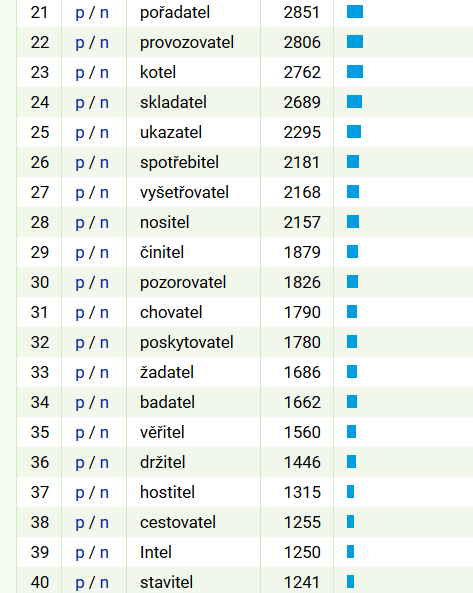 21 p / n pořadatel 2851
22 p / n provozovatel 2806
23 p / n kotel 2762
24 p / n skladatel 2689
25 p / n ukazatel 2295
26 p / n spotřebitel 2181
27 p / n vyšetřovatel 2168
28 p / n nositel 2157
29 p / n činitel 1879
30 p / n pozorovatel 1826
31 p / n chovatel 1790
32 p / n poskytovatel 1780
33 p / n žadatel 1686
34 p / n badatel 1662
35 p / n věřitel 1560
36 p / n držitel 1446
37 p / n hostitel 1315
38 p / n cestovatel 1255
39 p / n Intel 1250
40 p / n stavitel 1241